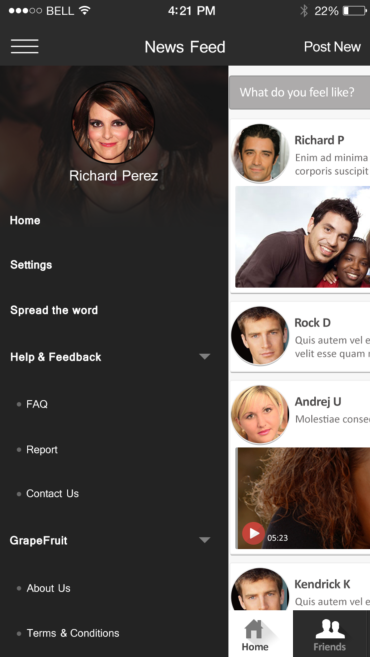 BELL 4:21 PM 22%
News Feed Post New
Richard Perez
Home
Settings
Spread the word
Help & Feedback
FAQ
Report
Contact Us
GrapeFruit
About Us
Terms & Conditions
What do you feel like?
Richard P
Enim ad minima
corporis suscipit
Rock D
Quis autem vel e
velit esse quam
Andrej U
Molestiae conse
05:23
Kendrick K
Quis autem vel e
Home Friends